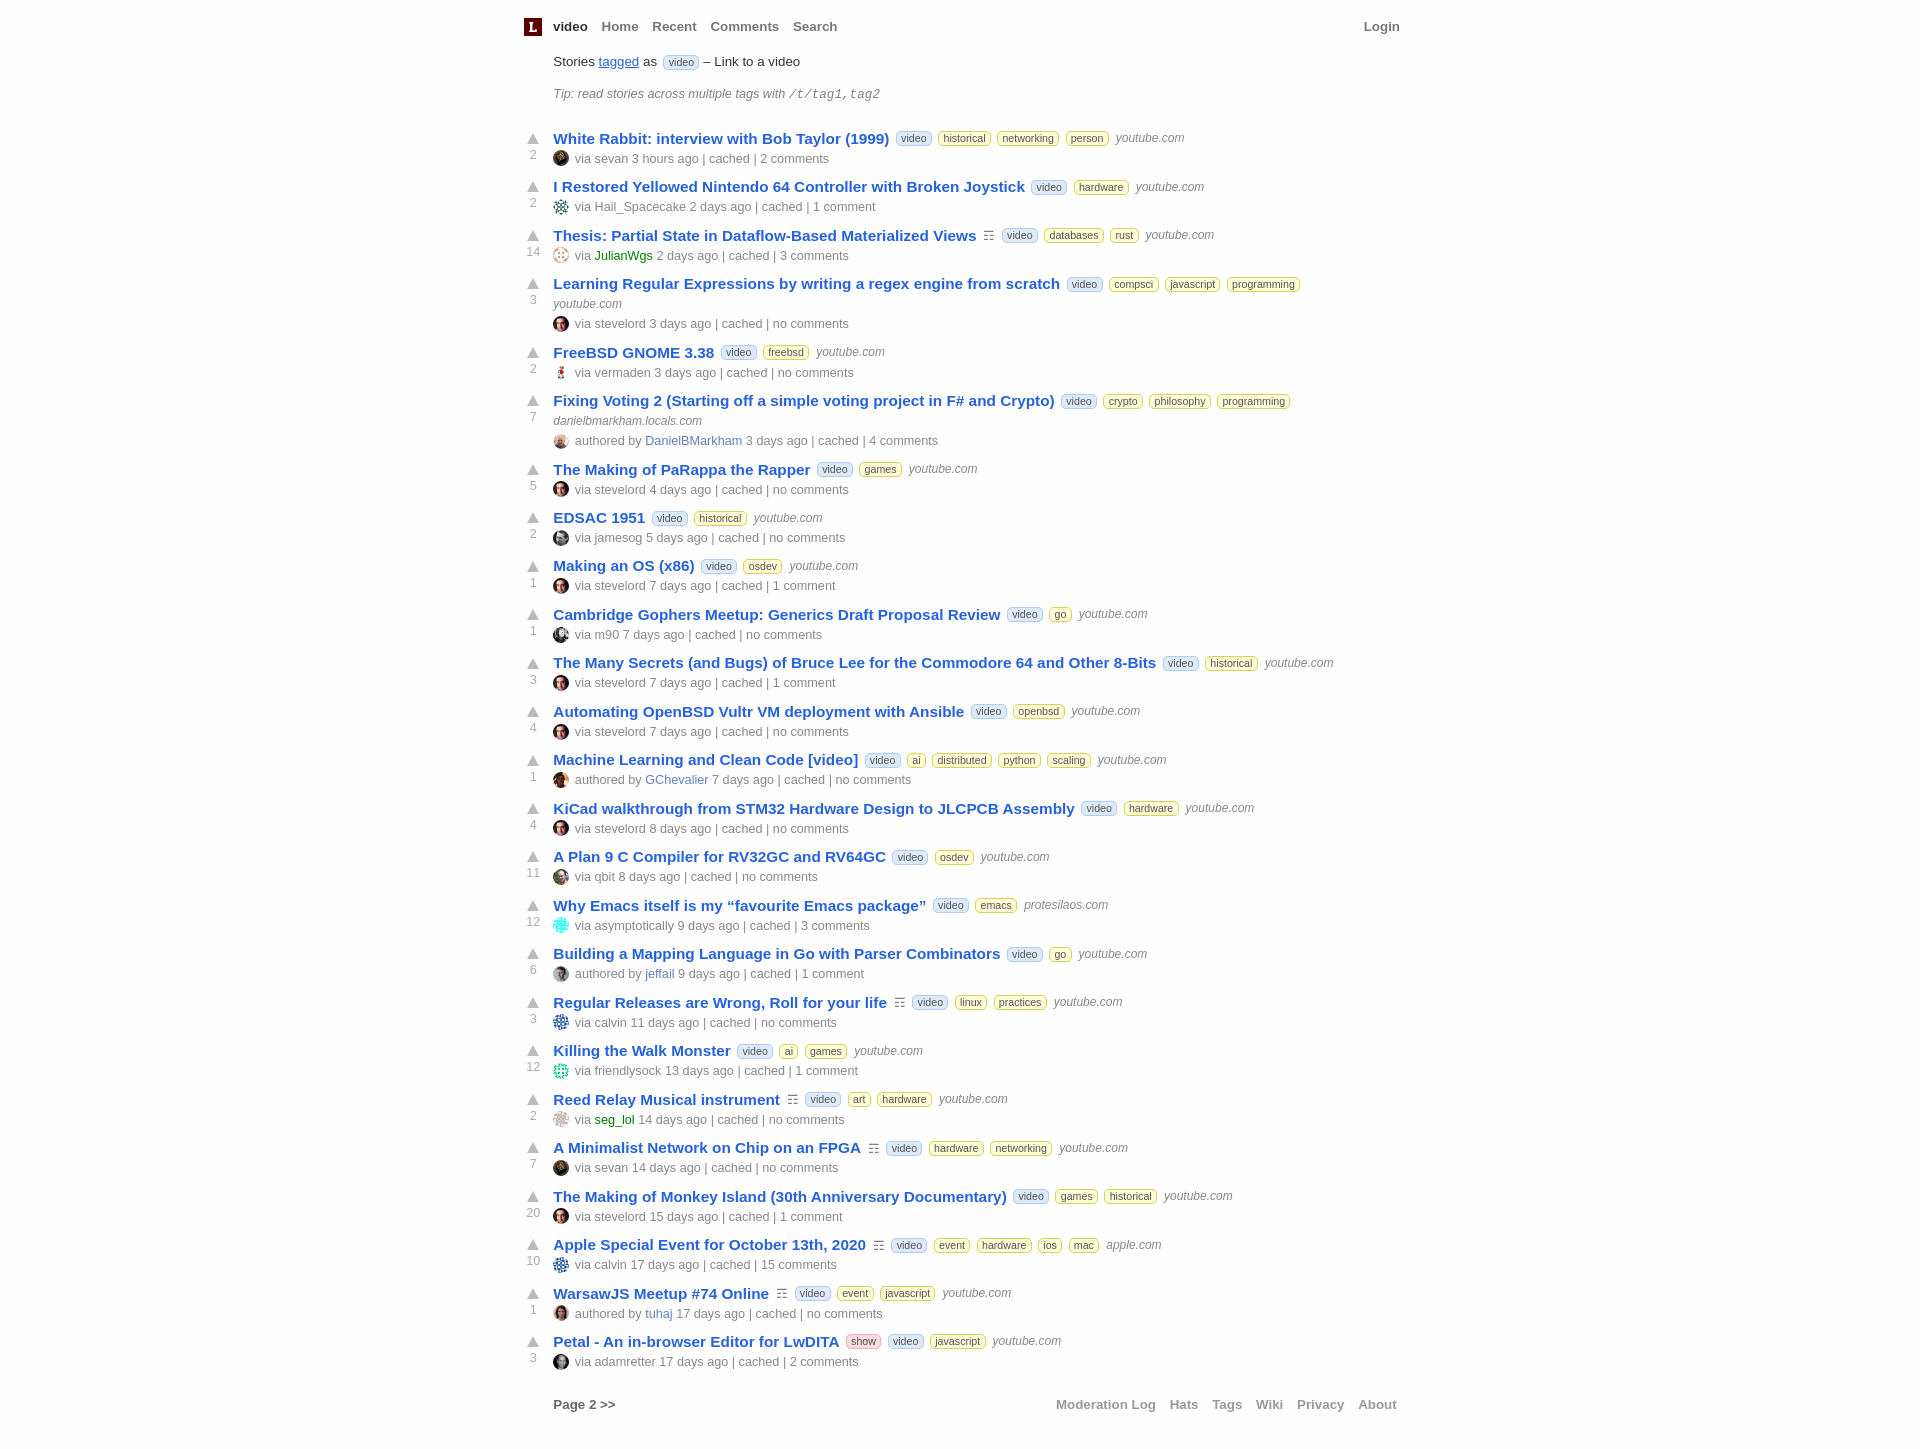 L video Home Recent Comments Search Login
Stories tagged as video – Link to a video
Tip: read stories across multiple tags with /t/tag1,tag2
White Rabbit: interview with Bob Taylor (1999) video historical networking person youtube.com
2 via sevan 3 hours ago | cached | 2 comments
I Restored Yellowed Nintendo 64 Controller with Broken Joystick video hardware youtube.com
2 via Hail_Spacecake 2 days ago | cached | 1 comment
Thesis: Partial State in Dataflow-Based Materialized Views ☶ video databases rust youtube.com
14 via JulianWgs 2 days ago | cached | 3 comments
Learning Regular Expressions by writing a regex engine from scratch video compsci javascript programming
3 youtube.com
via stevelord 3 days ago | cached | no comments
FreeBSD GNOME 3.38 video freebsd youtube.com
2 via vermaden 3 days ago | cached | no comments
Fixing Voting 2 (Starting off a simple voting project in F# and Crypto) video crypto philosophy programming
7 danielbmarkham.locals.com
authored by DanielBMarkham 3 days ago | cached | 4 comments
The Making of PaRappa the Rapper video games youtube.com
5 via stevelord 4 days ago | cached | no comments
EDSAC 1951 video historical youtube.com
2 via jamesog 5 days ago | cached | no comments
Making an OS (x86) video osdev youtube.com
1 via stevelord 7 days ago | cached | 1 comment
Cambridge Gophers Meetup: Generics Draft Proposal Review video go youtube.com
1 via m90 7 days ago | cached | no comments
The Many Secrets (and Bugs) of Bruce Lee for the Commodore 64 and Other 8-Bits video historical youtube.com
3 via stevelord 7 days ago | cached | 1 comment
Automating OpenBSD Vultr VM deployment with Ansible video openbsd youtube.com
4 via stevelord 7 days ago | cached | no comments
Machine Learning and Clean Code [video] video ai distributed python scaling youtube.com
1 authored by GChevalier 7 days ago | cached | no comments
KiCad walkthrough from STM32 Hardware Design to JLCPCB Assembly video hardware youtube.com
4 via stevelord 8 days ago | cached | no comments
A Plan 9 C Compiler for RV32GC and RV64GC video osdev youtube.com
11 via qbit 8 days ago | cached | no comments
Why Emacs itself is my “favourite Emacs package” video emacs protesilaos.com
12 via asymptotically 9 days ago | cached | 3 comments
Building a Mapping Language in Go with Parser Combinators video go youtube.com
6 authored by jeffail 9 days ago | cached | 1 comment
Regular Releases are Wrong, Roll for your life ☶ video linux practices youtube.com
3 via calvin 11 days ago | cached | no comments
Killing the Walk Monster video ai games youtube.com
12 via friendlysock 13 days ago | cached | 1 comment
Reed Relay Musical instrument ☶ video art hardware youtube.com
2 via seg_lol 14 days ago | cached | no comments
A Minimalist Network on Chip on an FPGA ☶ video hardware networking youtube.com
7 via sevan 14 days ago | cached | no comments
The Making of Monkey Island (30th Anniversary Documentary) video games historical youtube.com
20 via stevelord 15 days ago | cached | 1 comment
Apple Special Event for October 13th, 2020 ☶ video event hardware ios mac apple.com
10 via calvin 17 days ago | cached | 15 comments
WarsawJS Meetup #74 Online ☶ video event javascript youtube.com
1 authored by tuhaj 17 days ago | cached | no comments
Petal - An in-browser Editor for LwDITA show video javascript youtube.com
3 via adamretter 17 days ago | cached | 2 comments
Page 2 >> Moderation Log Hats Tags Wiki Privacy About